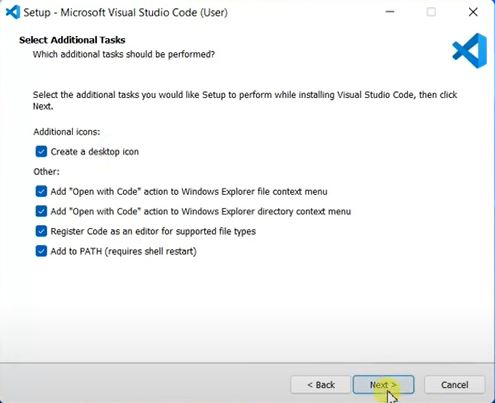 Setup - Microsoft Visual Studio Code (User)
Select Additional Tasks
Which additional tasks should be performed?
Select the additional tasks you would like Setup to perform while installing Visual Studio Code, then click
Next.
Additional icons:
Create a desktop icon
Other:
Add "Open with Code" action to Windows Explorer file context menu
Add "Open with Code" action to Windows Explorer directory context menu
Register Code as an editor for supported file types
Add to PATH (requires shell restart)
< Back Next > Cancel